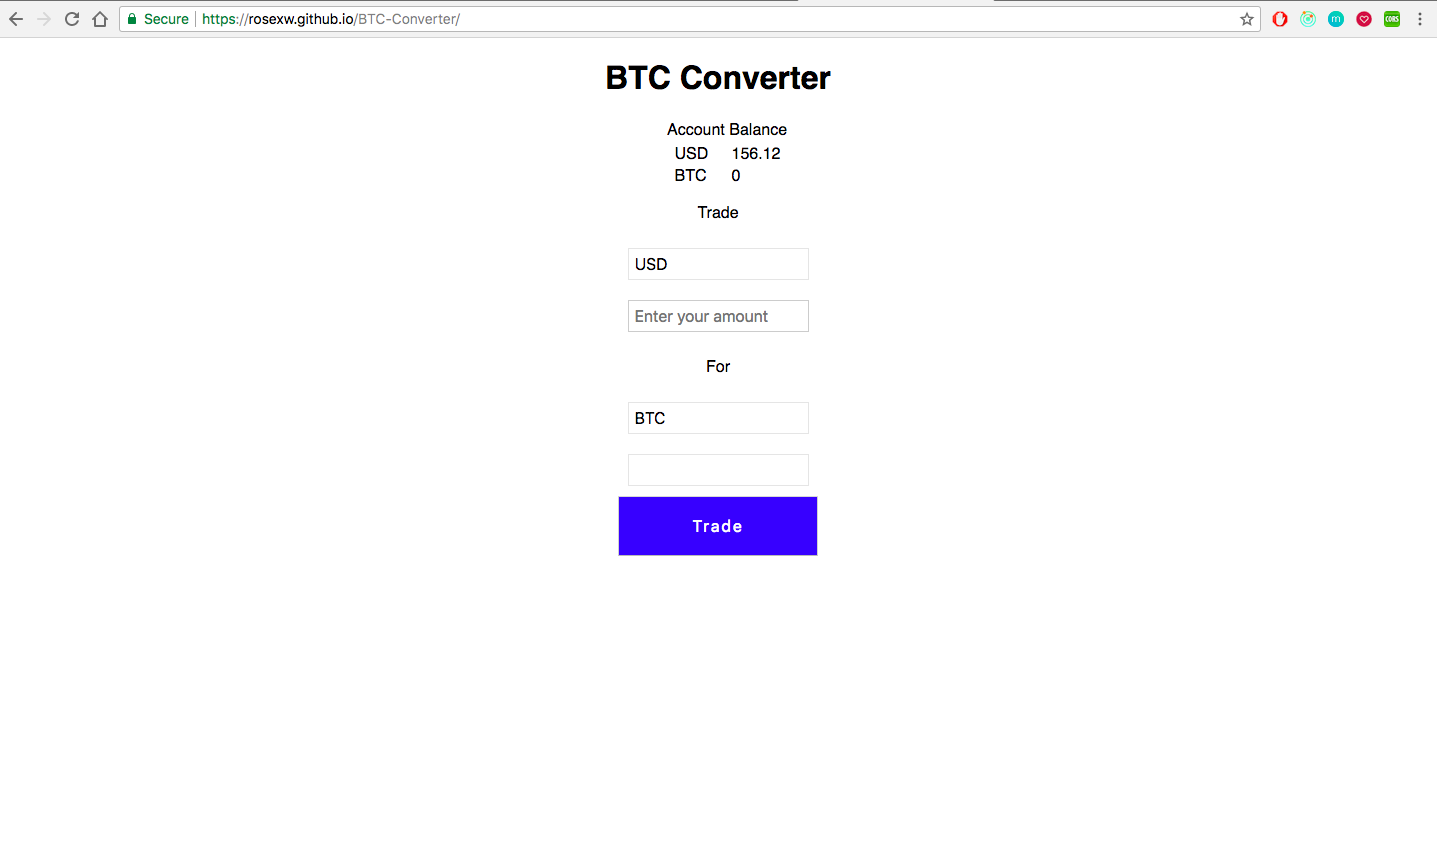 Secure https://rosexw.github.io/BTC-Converter/
m
CORS
BTC Converter
Account Balance
USD 156.12
BTC 0
Trade
USD
Enter your amount
For
BTC
Trade